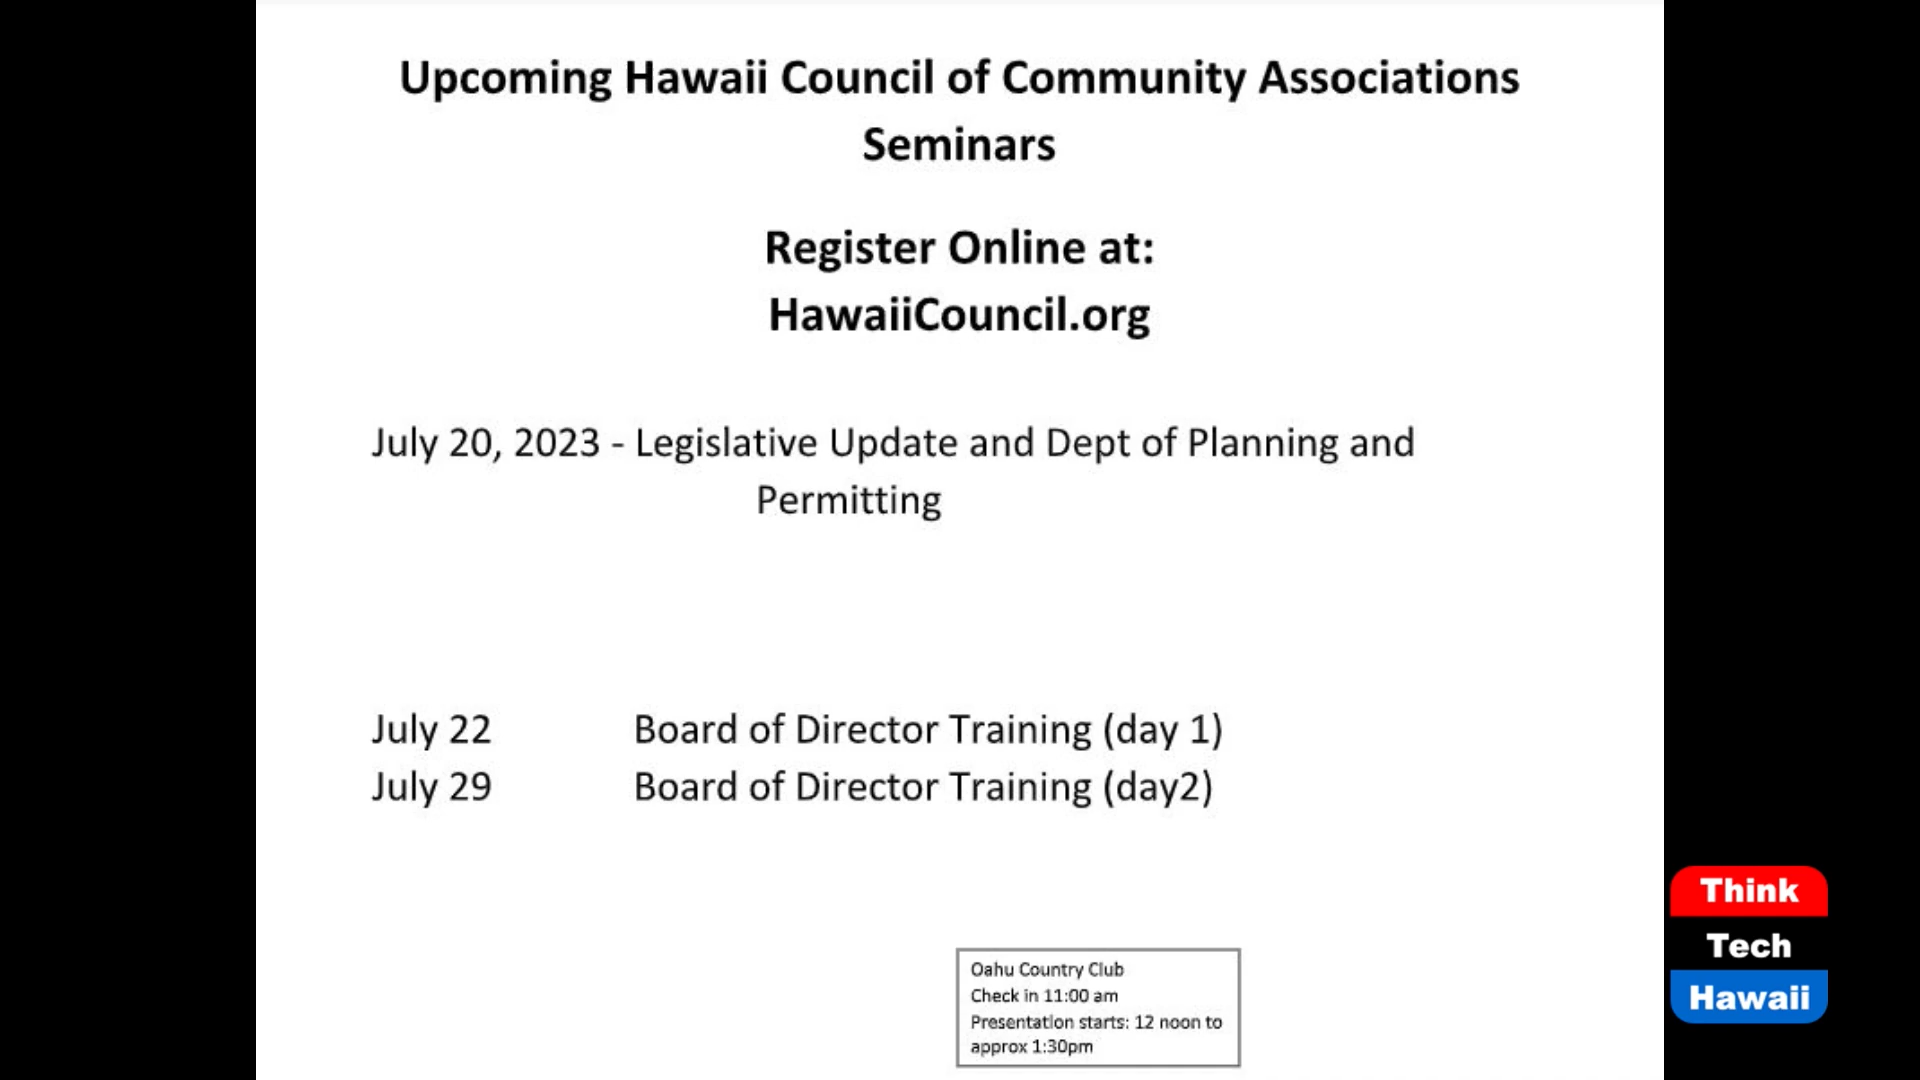 Upcoming Hawaii Council of Community Associations
Seminars
Register Online at:
HawaiiCouncil.org
July 20, 2023 - Legislative Update and Dept of Planning and
Permitting
July 22 Board of Director Training (day 1)
July 29 Board of Director Training (day2)
Oahu Country Club
Check in 11:00 am
Presentation starts: 12 noon to
approx 1:30pm
Think
Tech
Hawaii